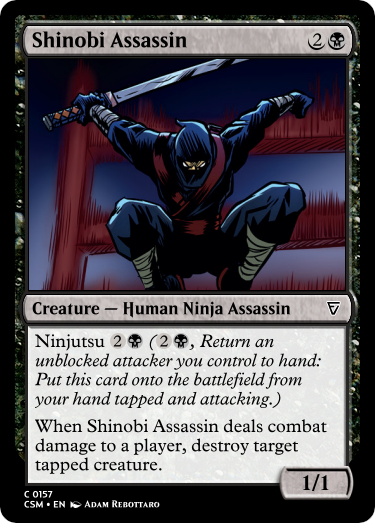 Shinobi Assassin 2
Creature — Human Ninja Assassin
Ninjutsu 2 ( 2 , Return an
unblocked attacker you control to hand:
Put this card onto the battlefield from
your hand tapped and attacking.)
When Shinobi Assassin deals combat
damage to a player, destroy target
tapped creature.
1/1
C 0157
CSM • EN Adam Rebottaro